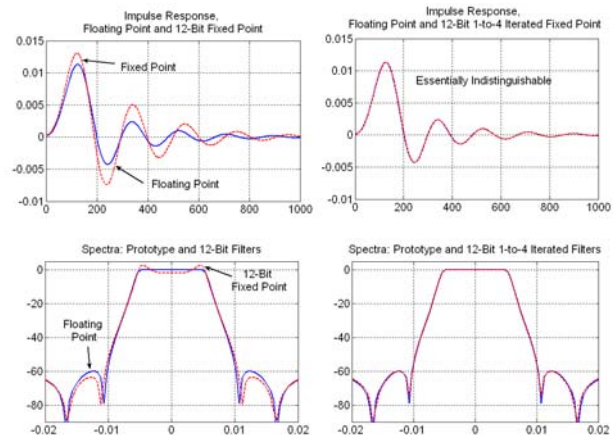 Impulse Response,
Floating Point and 12-Bit Fixed Point
0.015
0.01
0.005
0
-0.005
-0.01
Fixed Point
Floating Point
0 200 400 600 800 1000
Impulse Response,
Floating Point and 12-Bit 1-to-4 Iterated Fixed Point
0.015
0.01
0.005
0
-0.005
-0.01
Essentially Indistinguishable
0 200 400 600 800 1000
Spectra: Prototype and 12-Bit Filters
0
-20
-40
-60
-80
12-Bit
Fixed Point
Floating
Point
-0.02 -0.01 0 0.01 0.02
Spectra: Prototype and 12-Bit 1-to-4 Iterated Filters
0
-20
-40
-60
-80
-0.02 -0.01 0 0.01 0.02